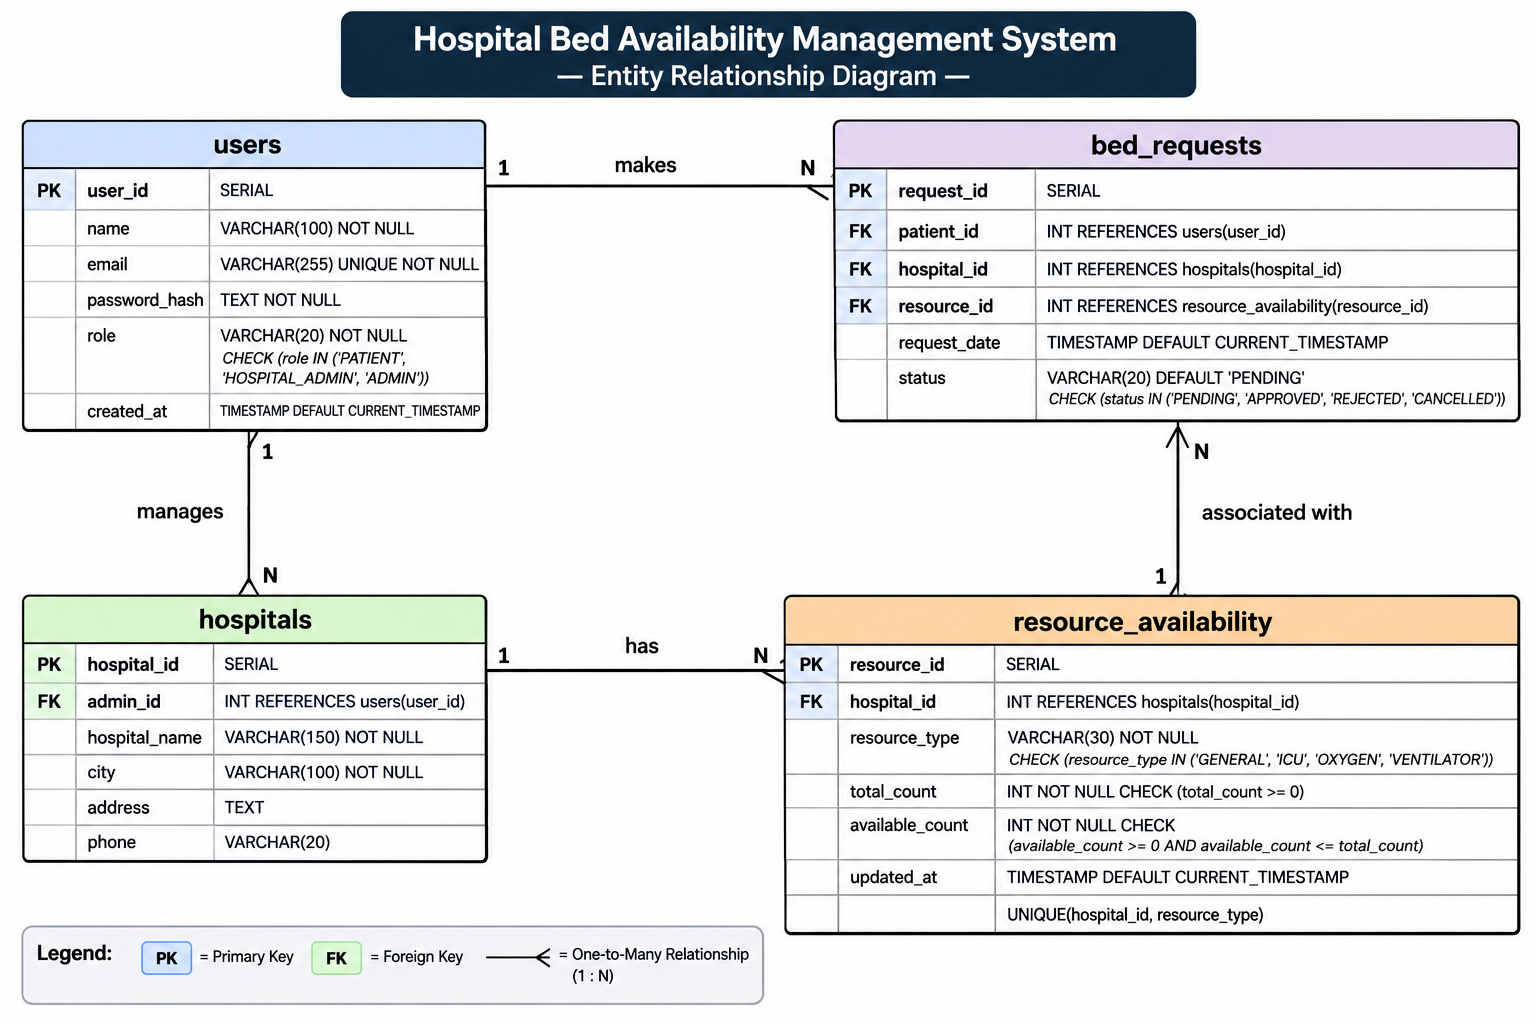 Hospital Bed Availability Management System
— Entity Relationship Diagram —
users
PK user_id SERIAL
name VARCHAR(100) NOT NULL
email VARCHAR(255) UNIQUE NOT NULL
password_hash TEXT NOT NULL
role VARCHAR(20) NOT NULL
CHECK (role IN ('PATIENT',
'HOSPITAL_ADMIN', 'ADMIN'))
created_at TIMESTAMP DEFAULT CURRENT_TIMESTAMP
1 makes N
bed_requests
PK request_id SERIAL
FK patient_id INT REFERENCES users(user_id)
FK hospital_id INT REFERENCES hospitals(hospital_id)
FK resource_id INT REFERENCES resource_availability(resource_id)
request_date TIMESTAMP DEFAULT CURRENT_TIMESTAMP
status VARCHAR(20) DEFAULT 'PENDING'
CHECK (status IN ('PENDING', 'APPROVED', 'REJECTED', 'CANCELLED'))
1
manages
N
N
associated with
1
hospitals
PK hospital_id SERIAL
FK admin_id INT REFERENCES users(user_id)
hospital_name VARCHAR(150) NOT NULL
city VARCHAR(100) NOT NULL
address TEXT
phone VARCHAR(20)
1 has N
resource_availability
PK resource_id SERIAL
FK hospital_id INT REFERENCES hospitals(hospital_id)
resource_type VARCHAR(30) NOT NULL
CHECK (resource_type IN ('GENERAL', 'ICU', 'OXYGEN', 'VENTILATOR'))
total_count INT NOT NULL CHECK (total_count >= 0)
available_count INT NOT NULL CHECK
(available_count >= 0 AND available_count <= total_count)
updated_at TIMESTAMP DEFAULT CURRENT_TIMESTAMP
UNIQUE(hospital_id, resource_type)
Legend: PK = Primary Key FK = Foreign Key = One-to-Many Relationship
(1 : N)